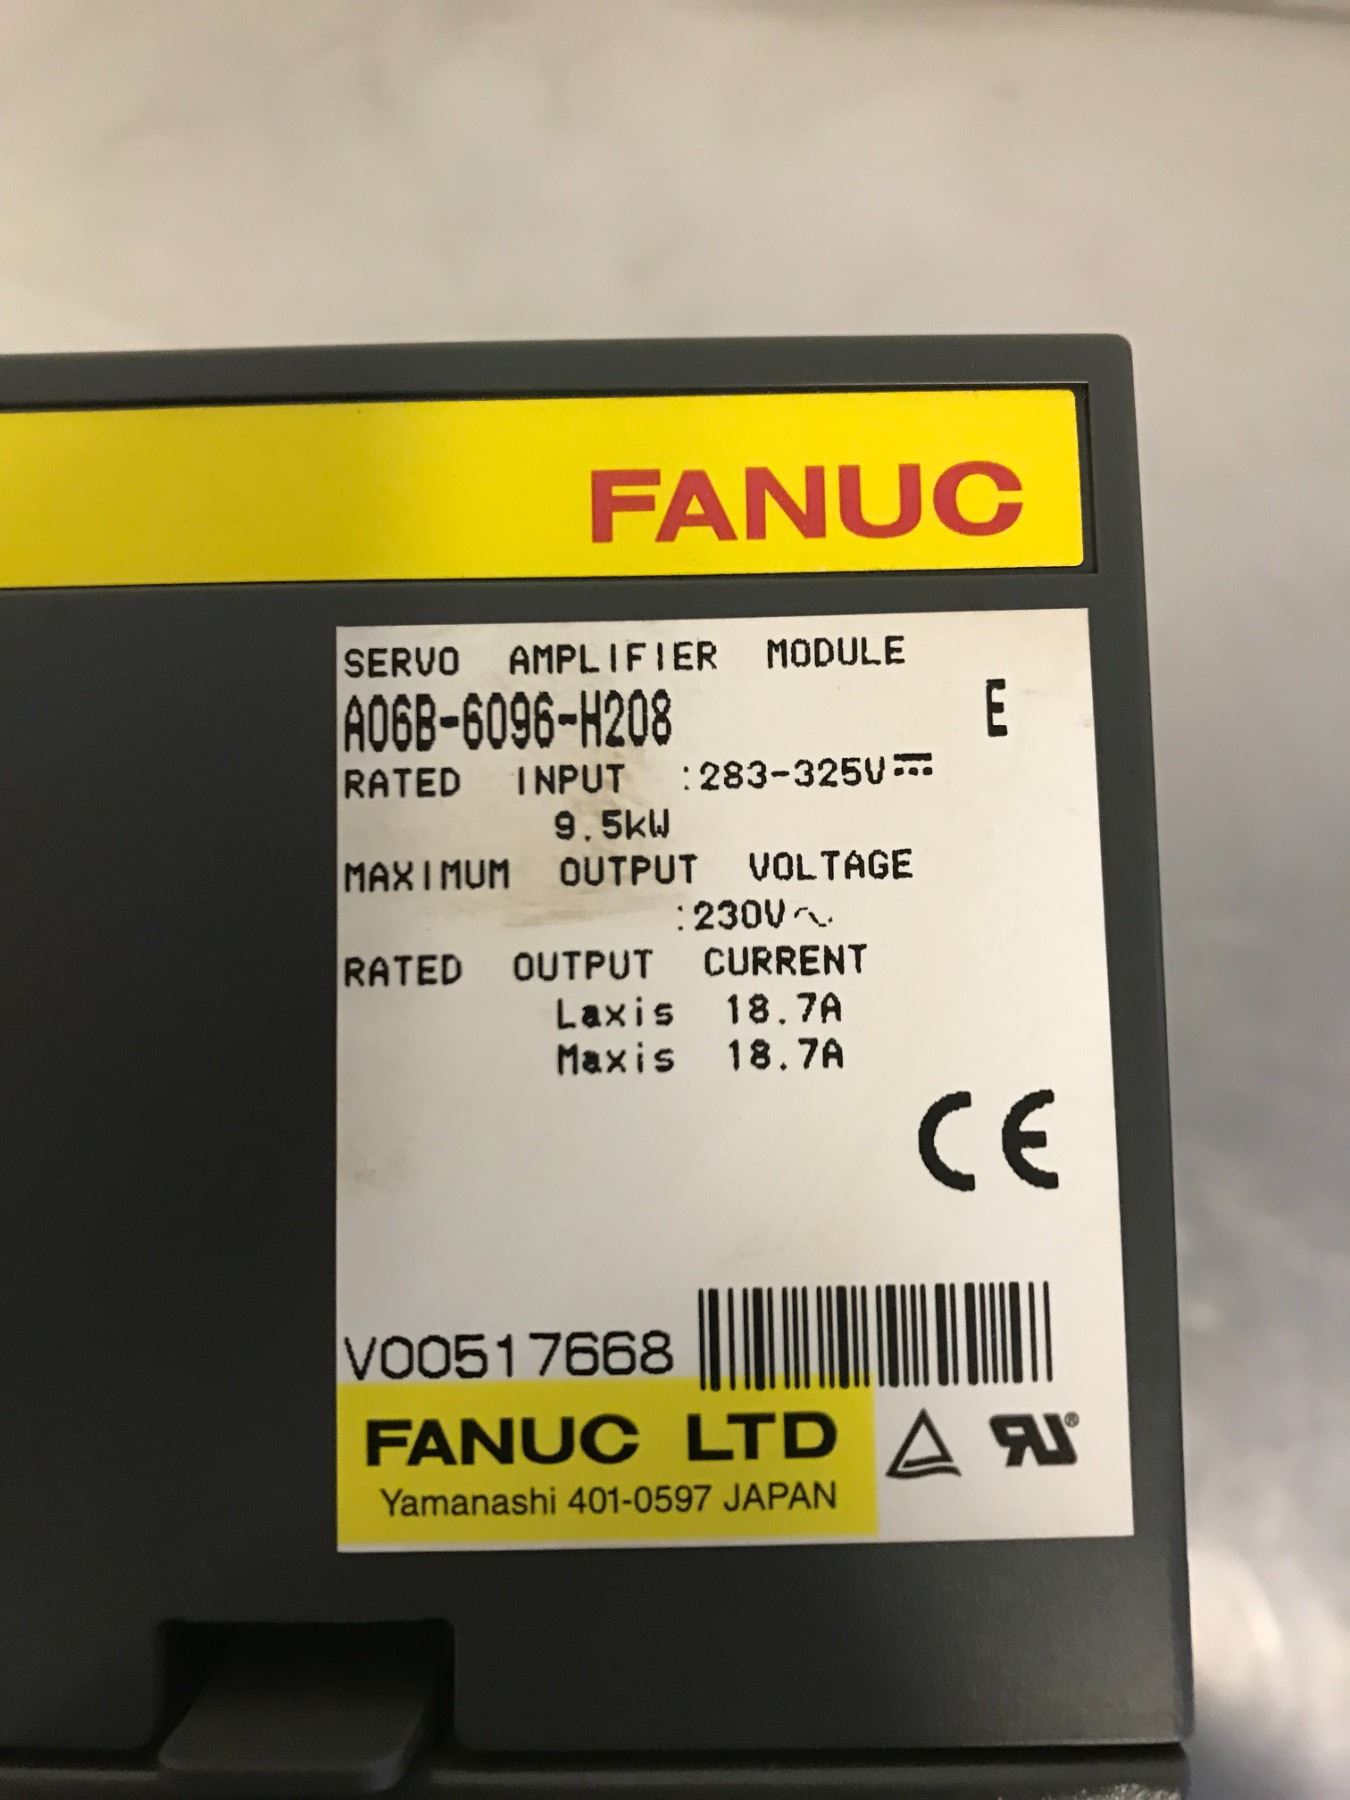 FANUC
SERVO AMPLIFIER MODULE
A06B-6096-H208 E
RATED INPUT :283-325V⎓
9.5kW
MAXIMUM OUTPUT VOLTAGE
:230V~
RATED OUTPUT CURRENT
Laxis 18.7A
Maxis 18.7A
CE
V00517668
FANUC LTD
Yamanashi 401-0597 JAPAN